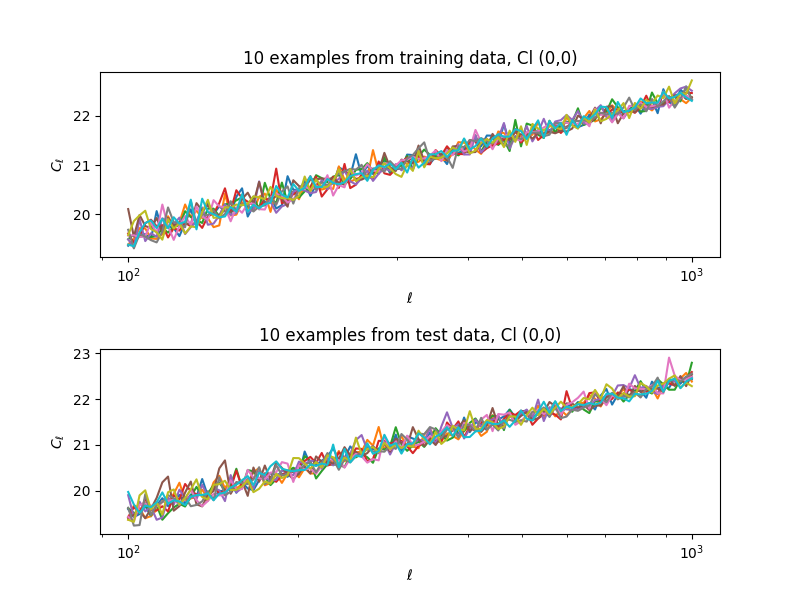 10 examples from training data, Cl (0,0)
22
21
20
C_ℓ
10²
10³
ℓ
10 examples from test data, Cl (0,0)
23
22
21
20
C_ℓ
10²
10³
ℓ